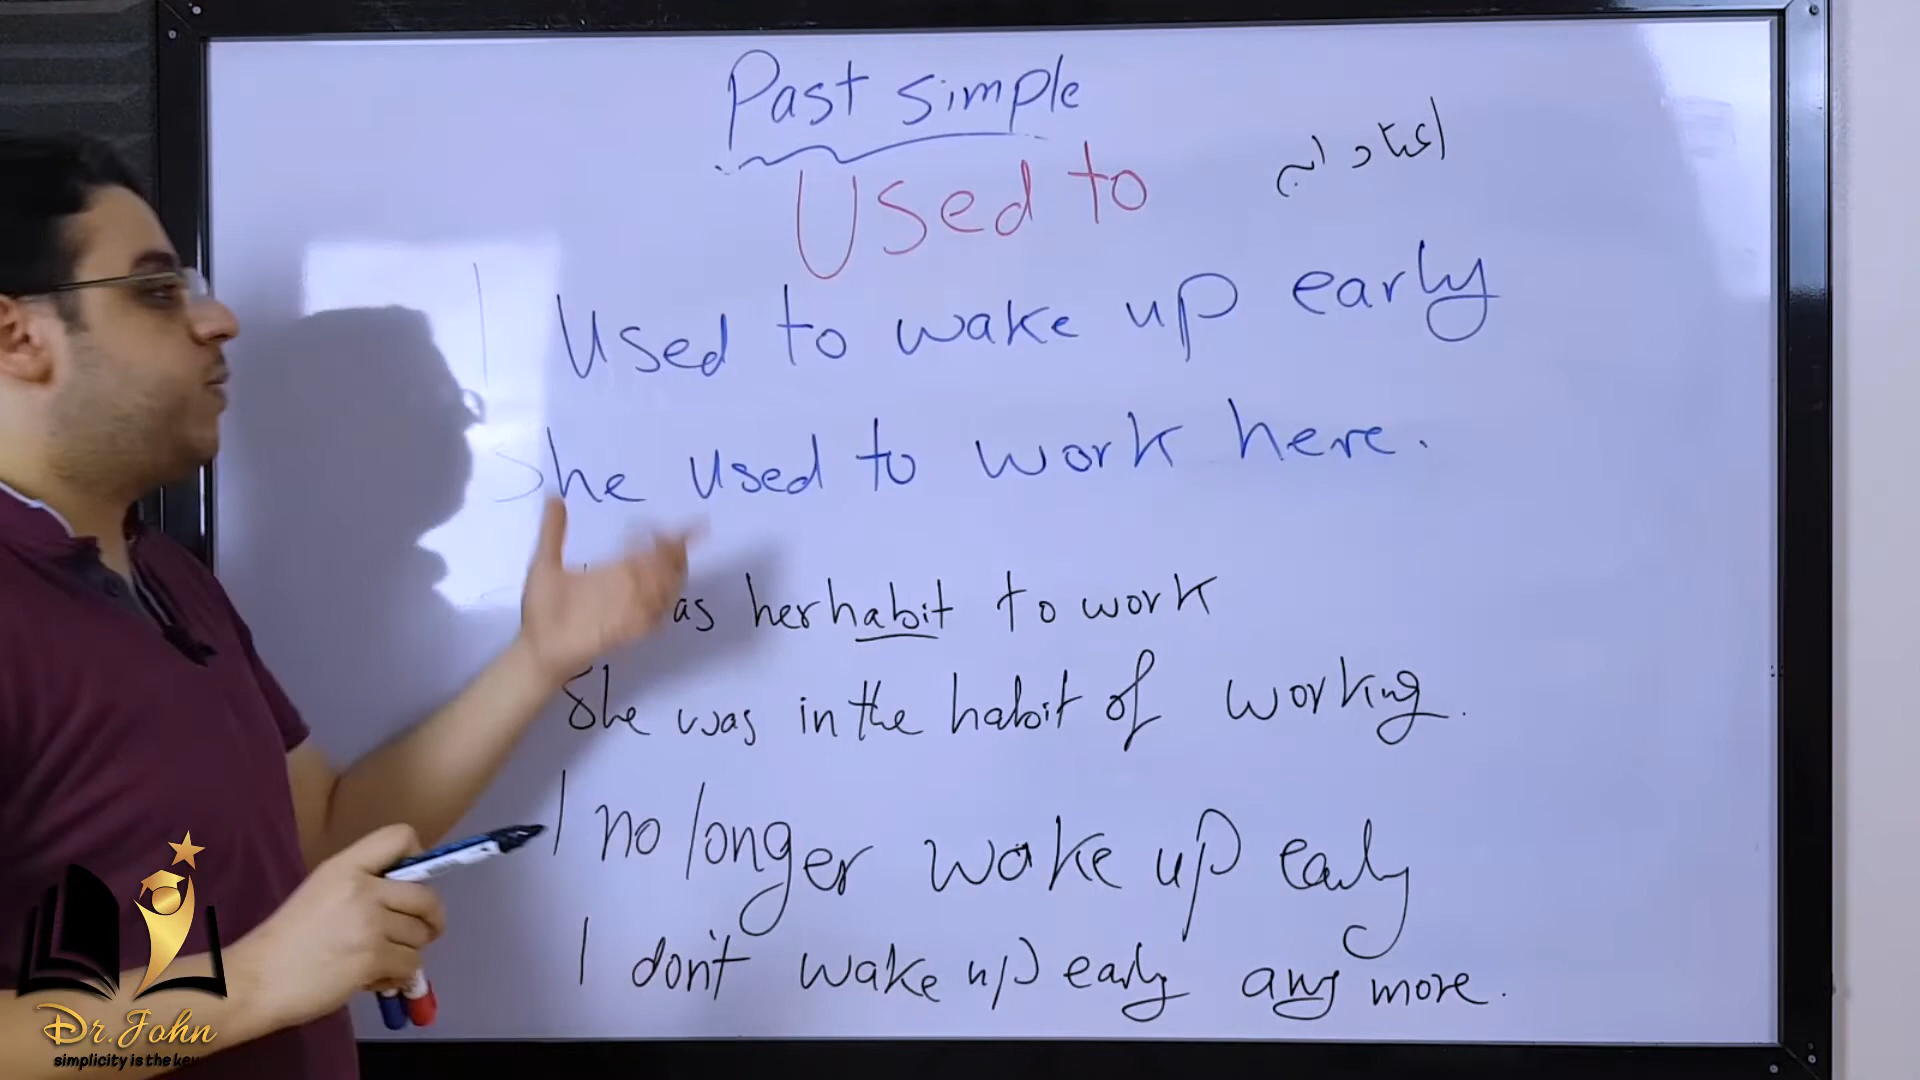 Past simple
Used to
اعتاد ان
I Used to wake up early
She used to work here.
as her habit to work
She was in the habit of working.
I no longer wake up early
I don't wake up early any more.
Dr. John
simplicity is the key